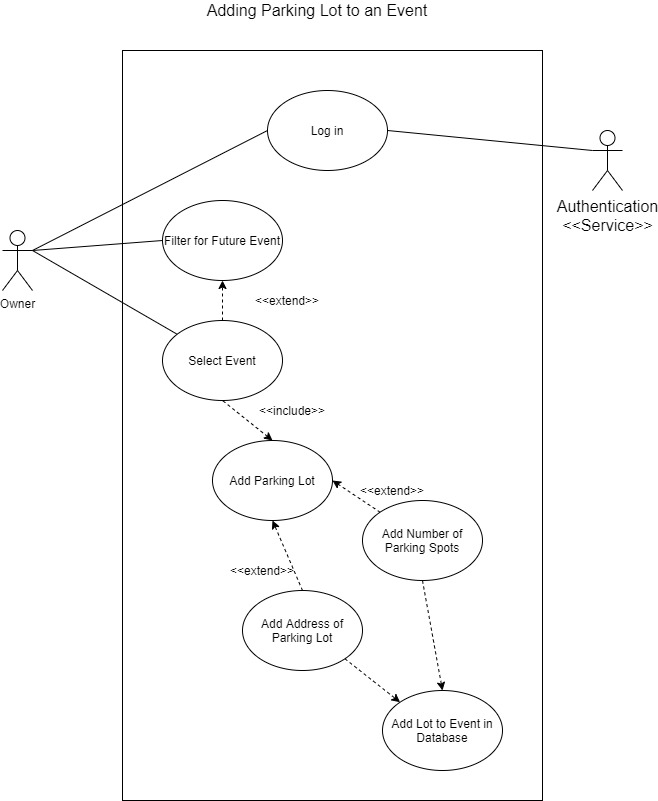 Adding Parking Lot to an Event
Log in
Authentication
<<Service>>
Filter for Future Event
Owner
<<extend>>
Select Event
<<include>>
Add Parking Lot
<<extend>>
Add Number of
Parking Spots
<<extend>>
Add Address of
Parking Lot
Add Lot to Event in
Database